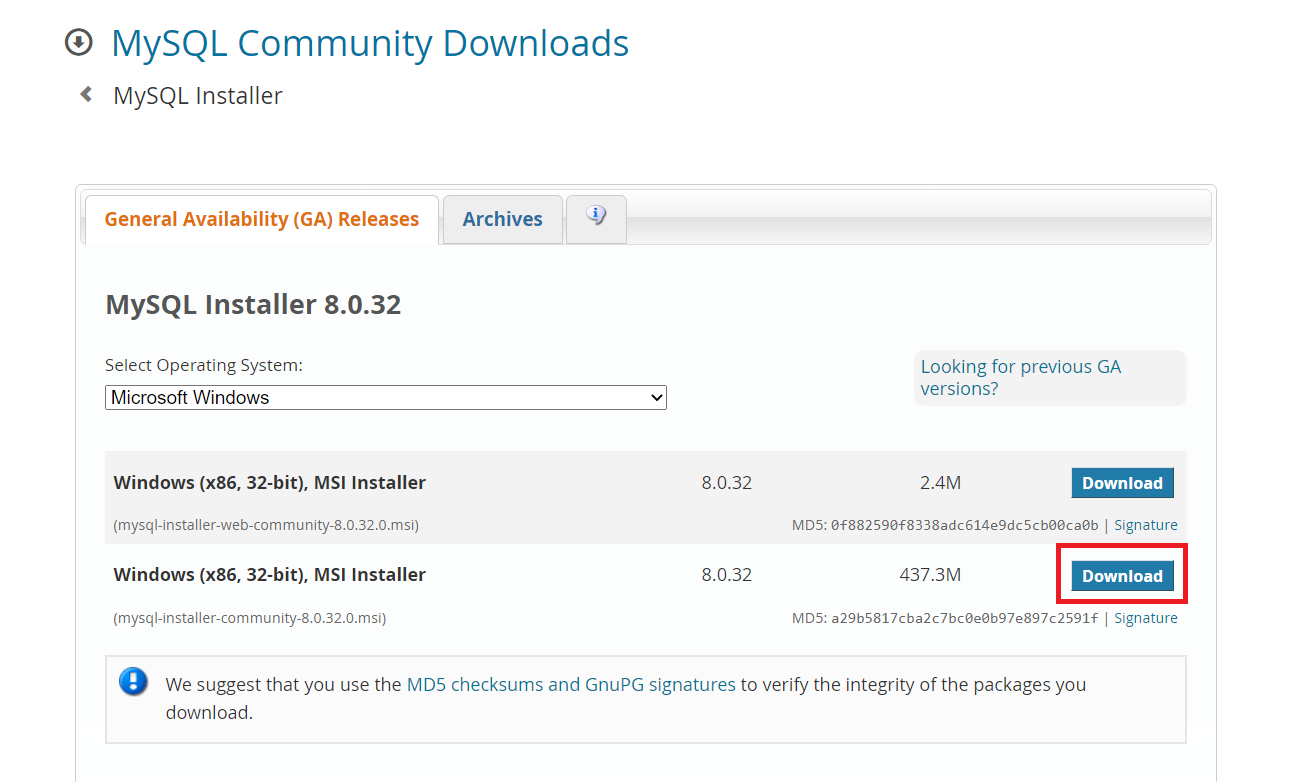 MySQL Community Downloads
MySQL Installer
General Availability (GA) Releases
Archives
MySQL Installer 8.0.32
Select Operating System:
Looking for previous GA
versions?
Microsoft Windows
Windows (x86, 32-bit), MSI Installer 8.0.32 2.4M Download
(mysql-installer-web-community-8.0.32.0.msi) MD5: 0f882590f8338adc614e9dc5cb00ca0b | Signature
Windows (x86, 32-bit), MSI Installer 8.0.32 437.3M Download
(mysql-installer-community-8.0.32.0.msi) MD5: a29b5817cba2c7bc0e0b97e897c2591f | Signature
We suggest that you use the MD5 checksums and GnuPG signatures to verify the integrity of the packages you
download.